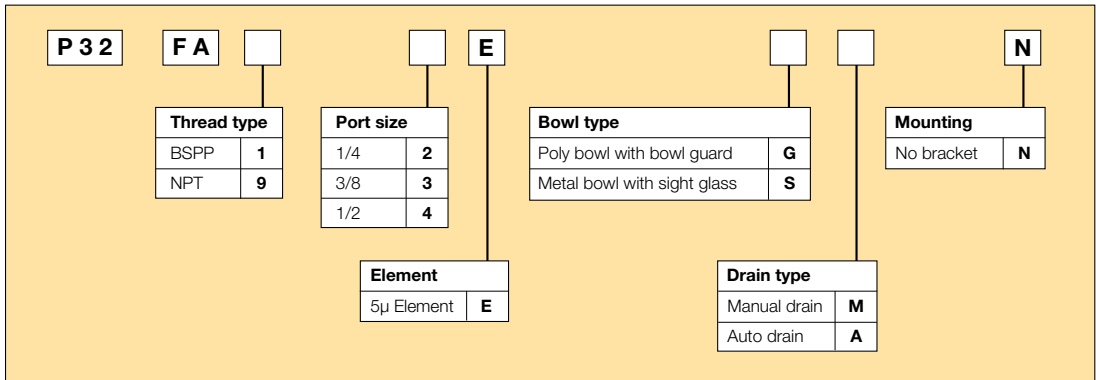 P32 FA E N
Thread type
BSPP 1
NPT 9
Port size
1/4 2
3/8 3
1/2 4
Bowl type
Poly bowl with bowl guard G
Metal bowl with sight glass S
Mounting
No bracket N
Element
5µ Element E
Drain type
Manual drain M
Auto drain A